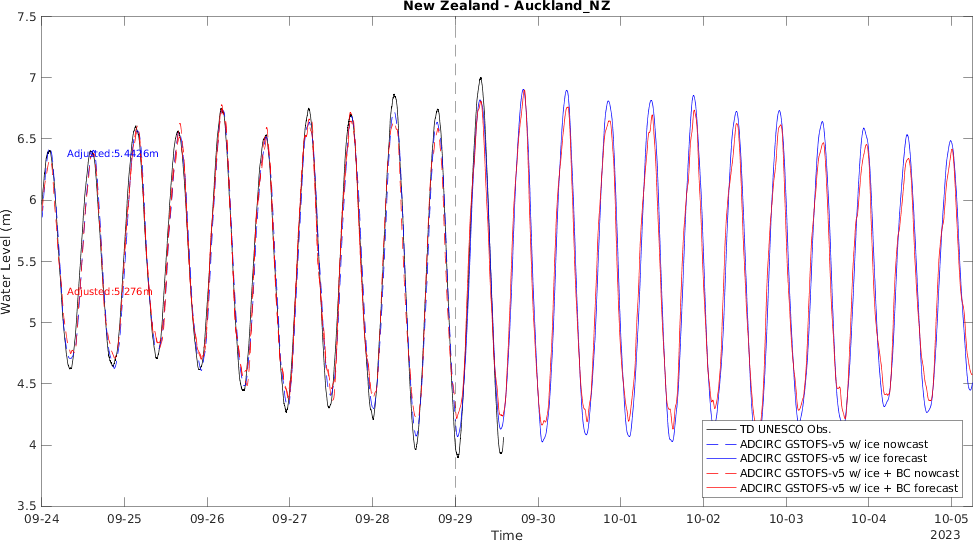 New Zealand - Auckland_NZ
7.5
7
6.5
6
5.5
5
4.5
4
3.5
Water Level (m)
Adjusted:5.4426m
Adjusted:5.276m
TD UNESCO Obs.
ADCIRC GSTOFS-v5 w/ ice nowcast
ADCIRC GSTOFS-v5 w/ ice forecast
ADCIRC GSTOFS-v5 w/ ice + BC nowcast
ADCIRC GSTOFS-v5 w/ ice + BC forecast
09-24 09-25 09-26 09-27 09-28 09-29 09-30 10-01 10-02 10-03 10-04 10-05
Time
2023